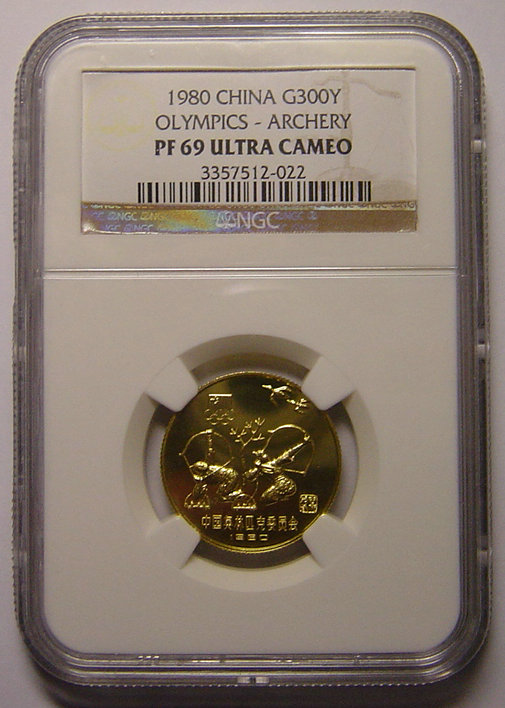 1980 CHINA G300Y
OLYMPICS - ARCHERY
PF 69 ULTRA CAMEO
3357512-022
NGC
中国奥林匹克委员会
1980